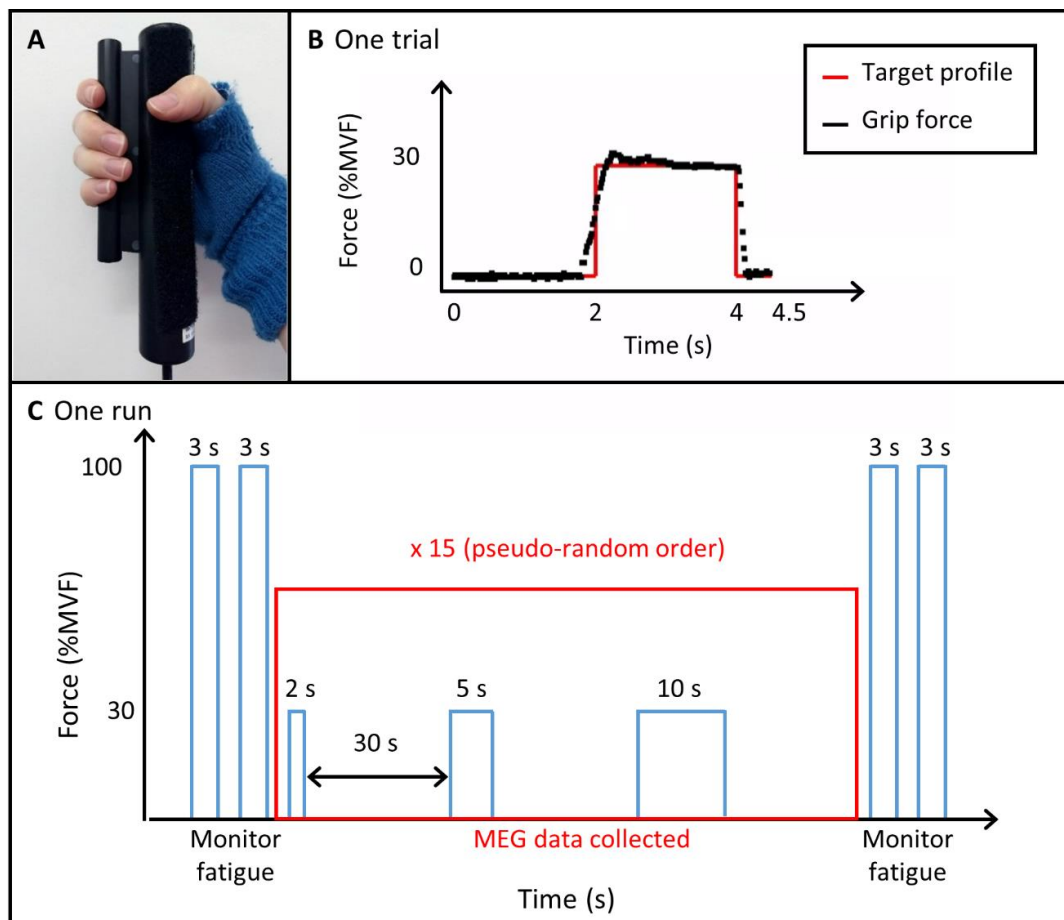 A
B One trial
Target profile
Grip force
Force (%MVF)
30
0
0
2
4
4.5
Time (s)
C One run
3 s
3 s
3 s
3 s
100
x 15 (pseudo-random order)
Force (%MVF)
2 s
5 s
10 s
30
30 s
Monitor
fatigue
MEG data collected
Monitor
fatigue
Time (s)